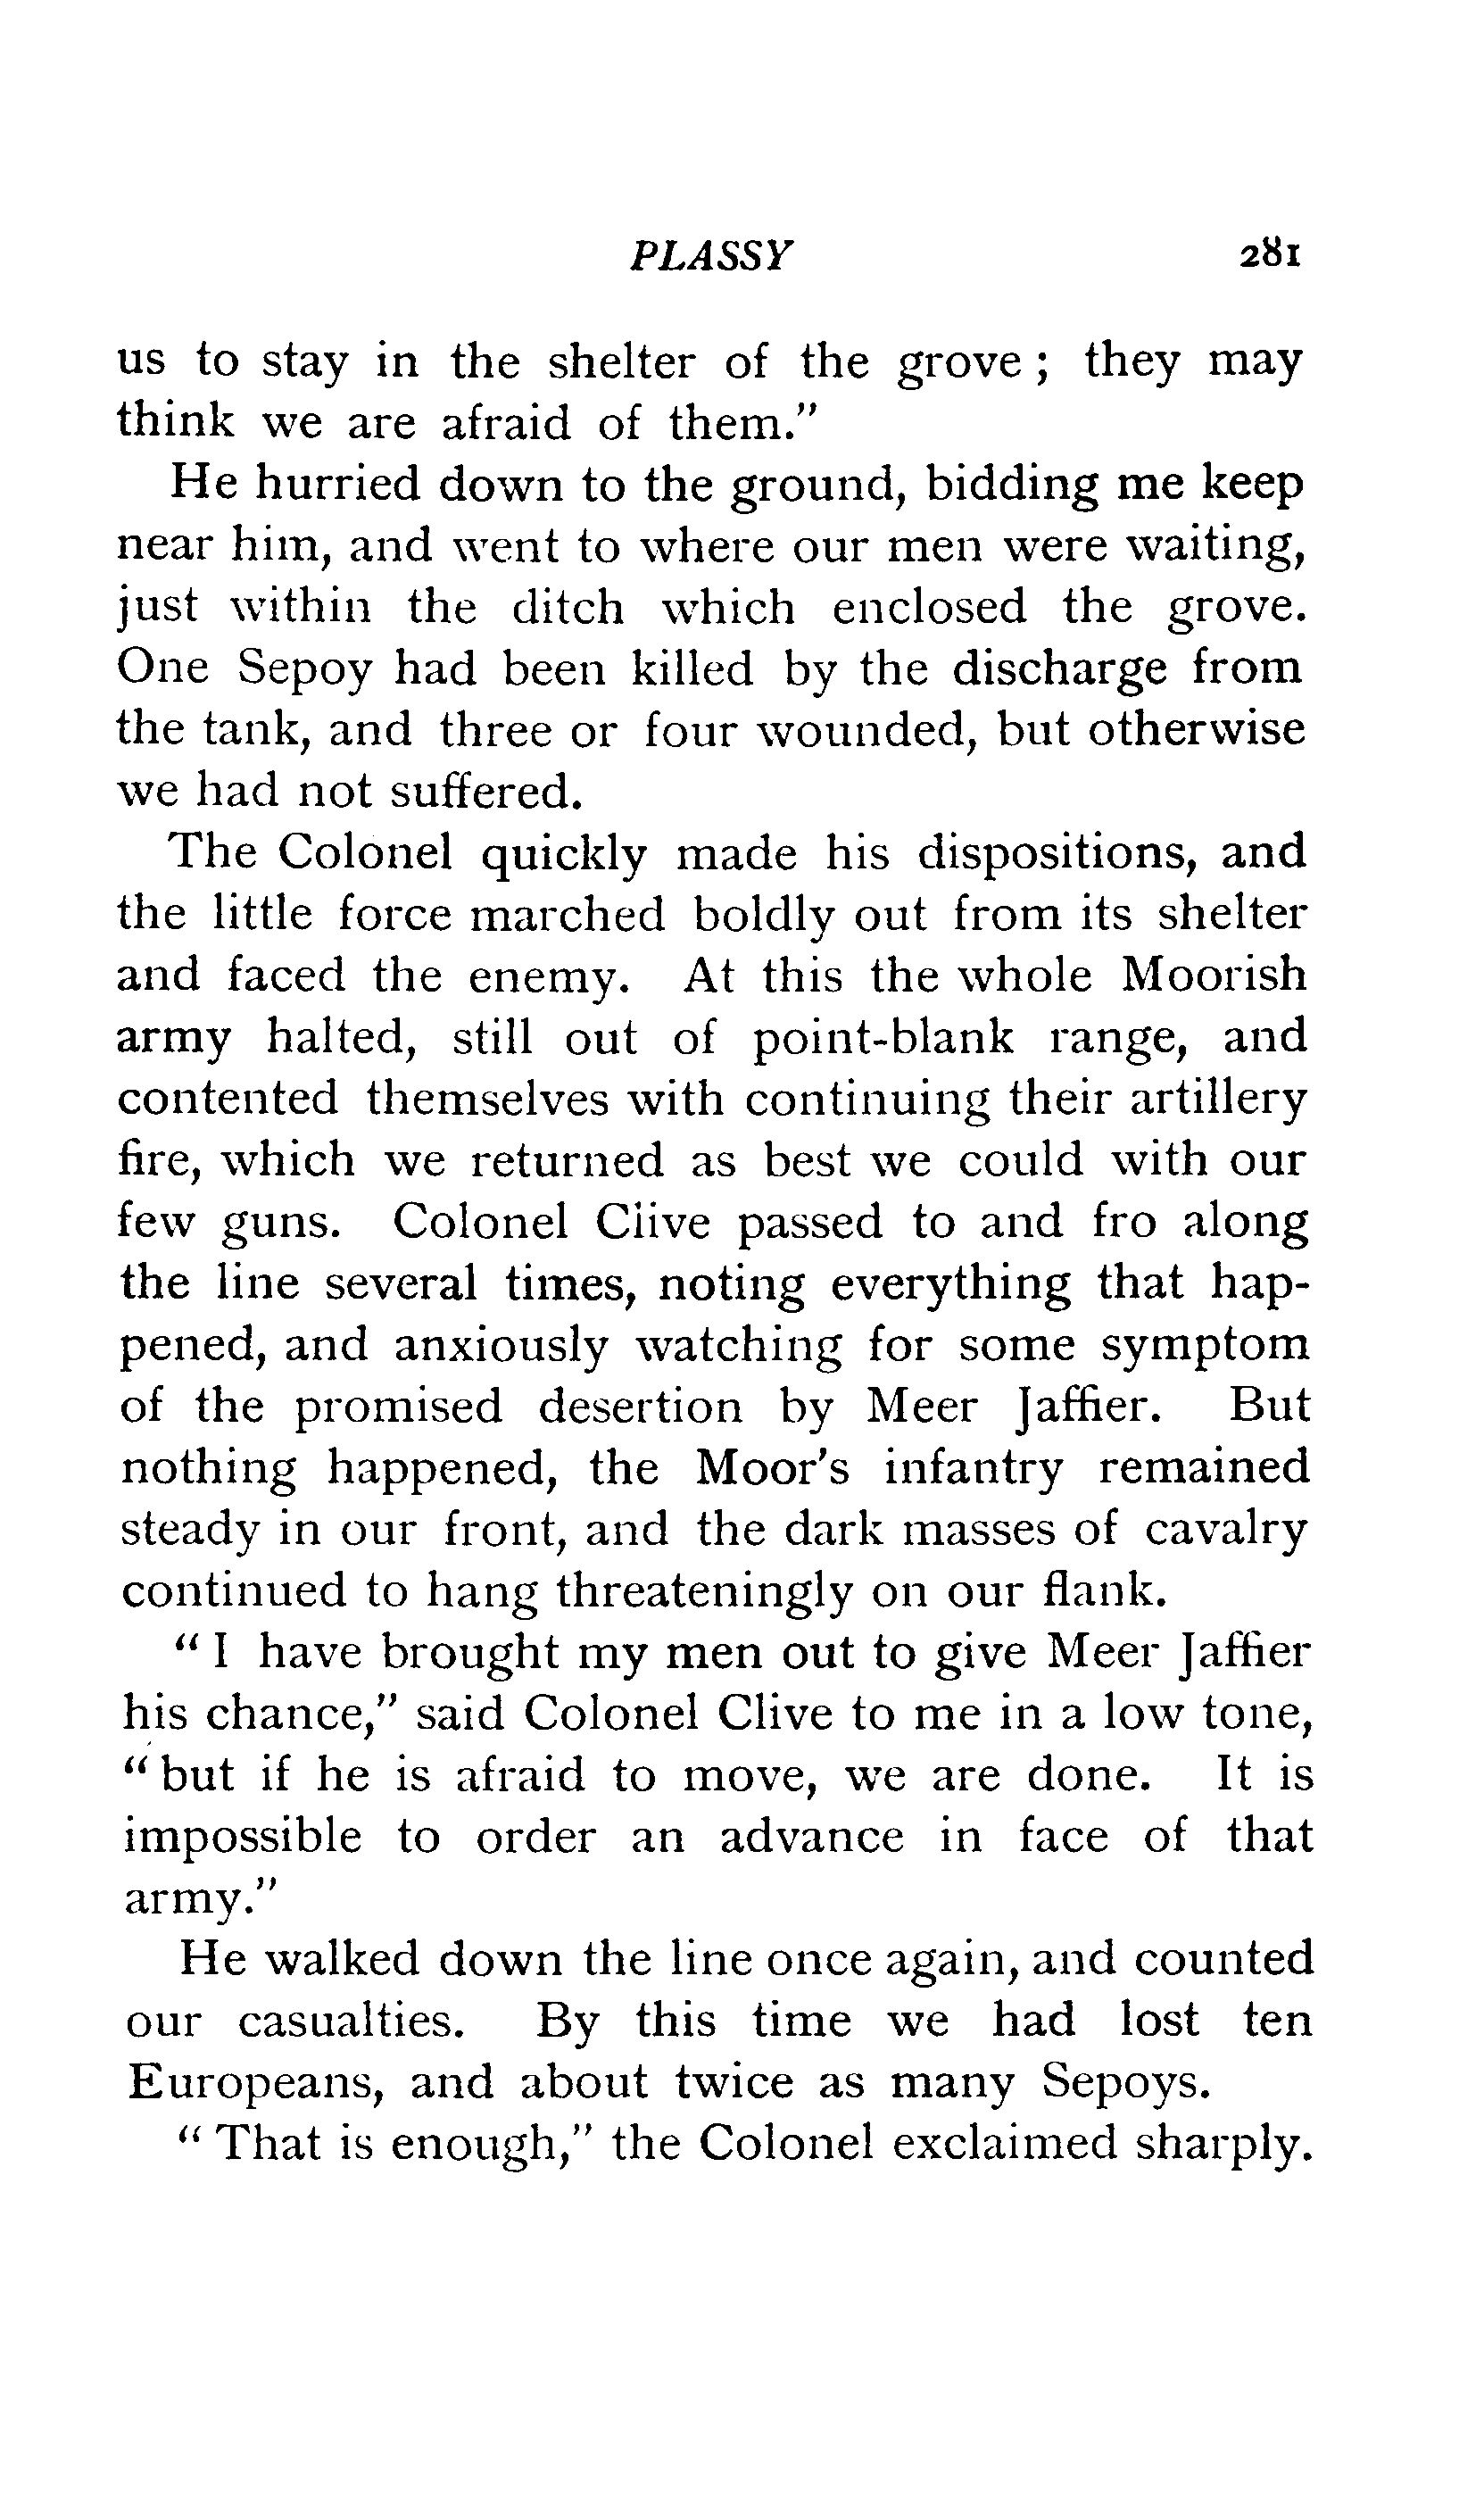 PLASSY 281
us to stay in the shelter of the grove ; they may
think we are afraid of them."
He hurried down to the ground, bidding me keep
near him, and went to where our men were waiting,
just within the ditch which enclosed the grove.
One Sepoy had been killed by the discharge from
the tank, and three or four wounded, but otherwise
we had not suffered.
The Colonel quickly made his dispositions, and
the little force marched boldly out from its shelter
and faced the enemy. At this the whole Moorish
army halted, still out of point-blank range, and
contented themselves with continuing their artillery
fire, which we returned as best we could with our
few guns. Colonel Clive passed to and fro along
the line several times, noting everything that hap-
pened, and anxiously watching for some symptom
of the promised desertion by Meer Jaffier. But
nothing happened, the Moor's infantry remained
steady in our front, and the dark masses of cavalry
continued to hang threateningly on our flank.
" I have brought my men out to give Meer Jaffier
his chance," said Colonel Clive to me in a low tone,
" but if he is afraid to move, we are done. It is
impossible to order an advance in face of that
army."
He walked down the line once again, and counted
our casualties. By this time we had lost ten
Europeans, and about twice as many Sepoys.
" That is enough," the Colonel exclaimed sharply.